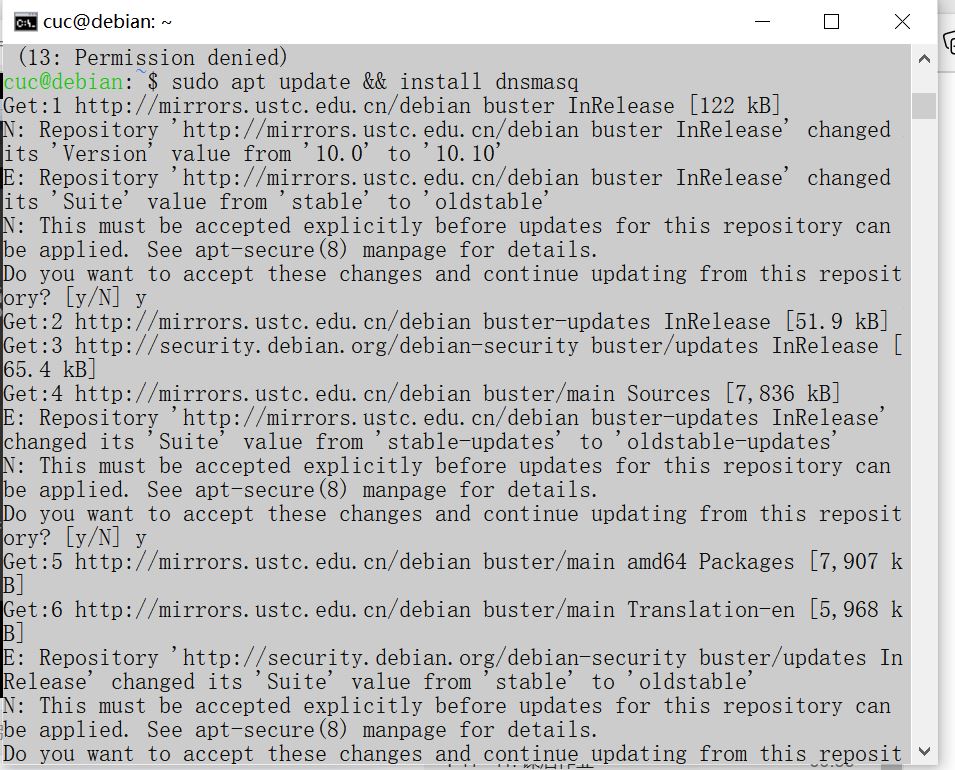 cuc@debian: ~
(13: Permission denied)
cuc@debian:~$ sudo apt update && install dnsmasq
Get:1 http://mirrors.ustc.edu.cn/debian buster InRelease [122 kB]
N: Repository 'http://mirrors.ustc.edu.cn/debian buster InRelease' changed
its 'Version' value from '10.0' to '10.10'
E: Repository 'http://mirrors.ustc.edu.cn/debian buster InRelease' changed
its 'Suite' value from 'stable' to 'oldstable'
N: This must be accepted explicitly before updates for this repository can
be applied. See apt-secure(8) manpage for details.
Do you want to accept these changes and continue updating from this reposit
ory? [y/N] y
Get:2 http://mirrors.ustc.edu.cn/debian buster-updates InRelease [51.9 kB]
Get:3 http://security.debian.org/debian-security buster/updates InRelease [
65.4 kB]
Get:4 http://mirrors.ustc.edu.cn/debian buster/main Sources [7,836 kB]
E: Repository 'http://mirrors.ustc.edu.cn/debian buster-updates InRelease'
changed its 'Suite' value from 'stable-updates' to 'oldstable-updates'
N: This must be accepted explicitly before updates for this repository can
be applied. See apt-secure(8) manpage for details.
Do you want to accept these changes and continue updating from this reposit
ory? [y/N] y
Get:5 http://mirrors.ustc.edu.cn/debian buster/main amd64 Packages [7,907 k
B]
Get:6 http://mirrors.ustc.edu.cn/debian buster/main Translation-en [5,968 k
B]
E: Repository 'http://security.debian.org/debian-security buster/updates In
Release' changed its 'Suite' value from 'stable' to 'oldstable'
N: This must be accepted explicitly before updates for this repository can
be applied. See apt-secure(8) manpage for details.
Do you want to accept these changes and continue updating from this reposit